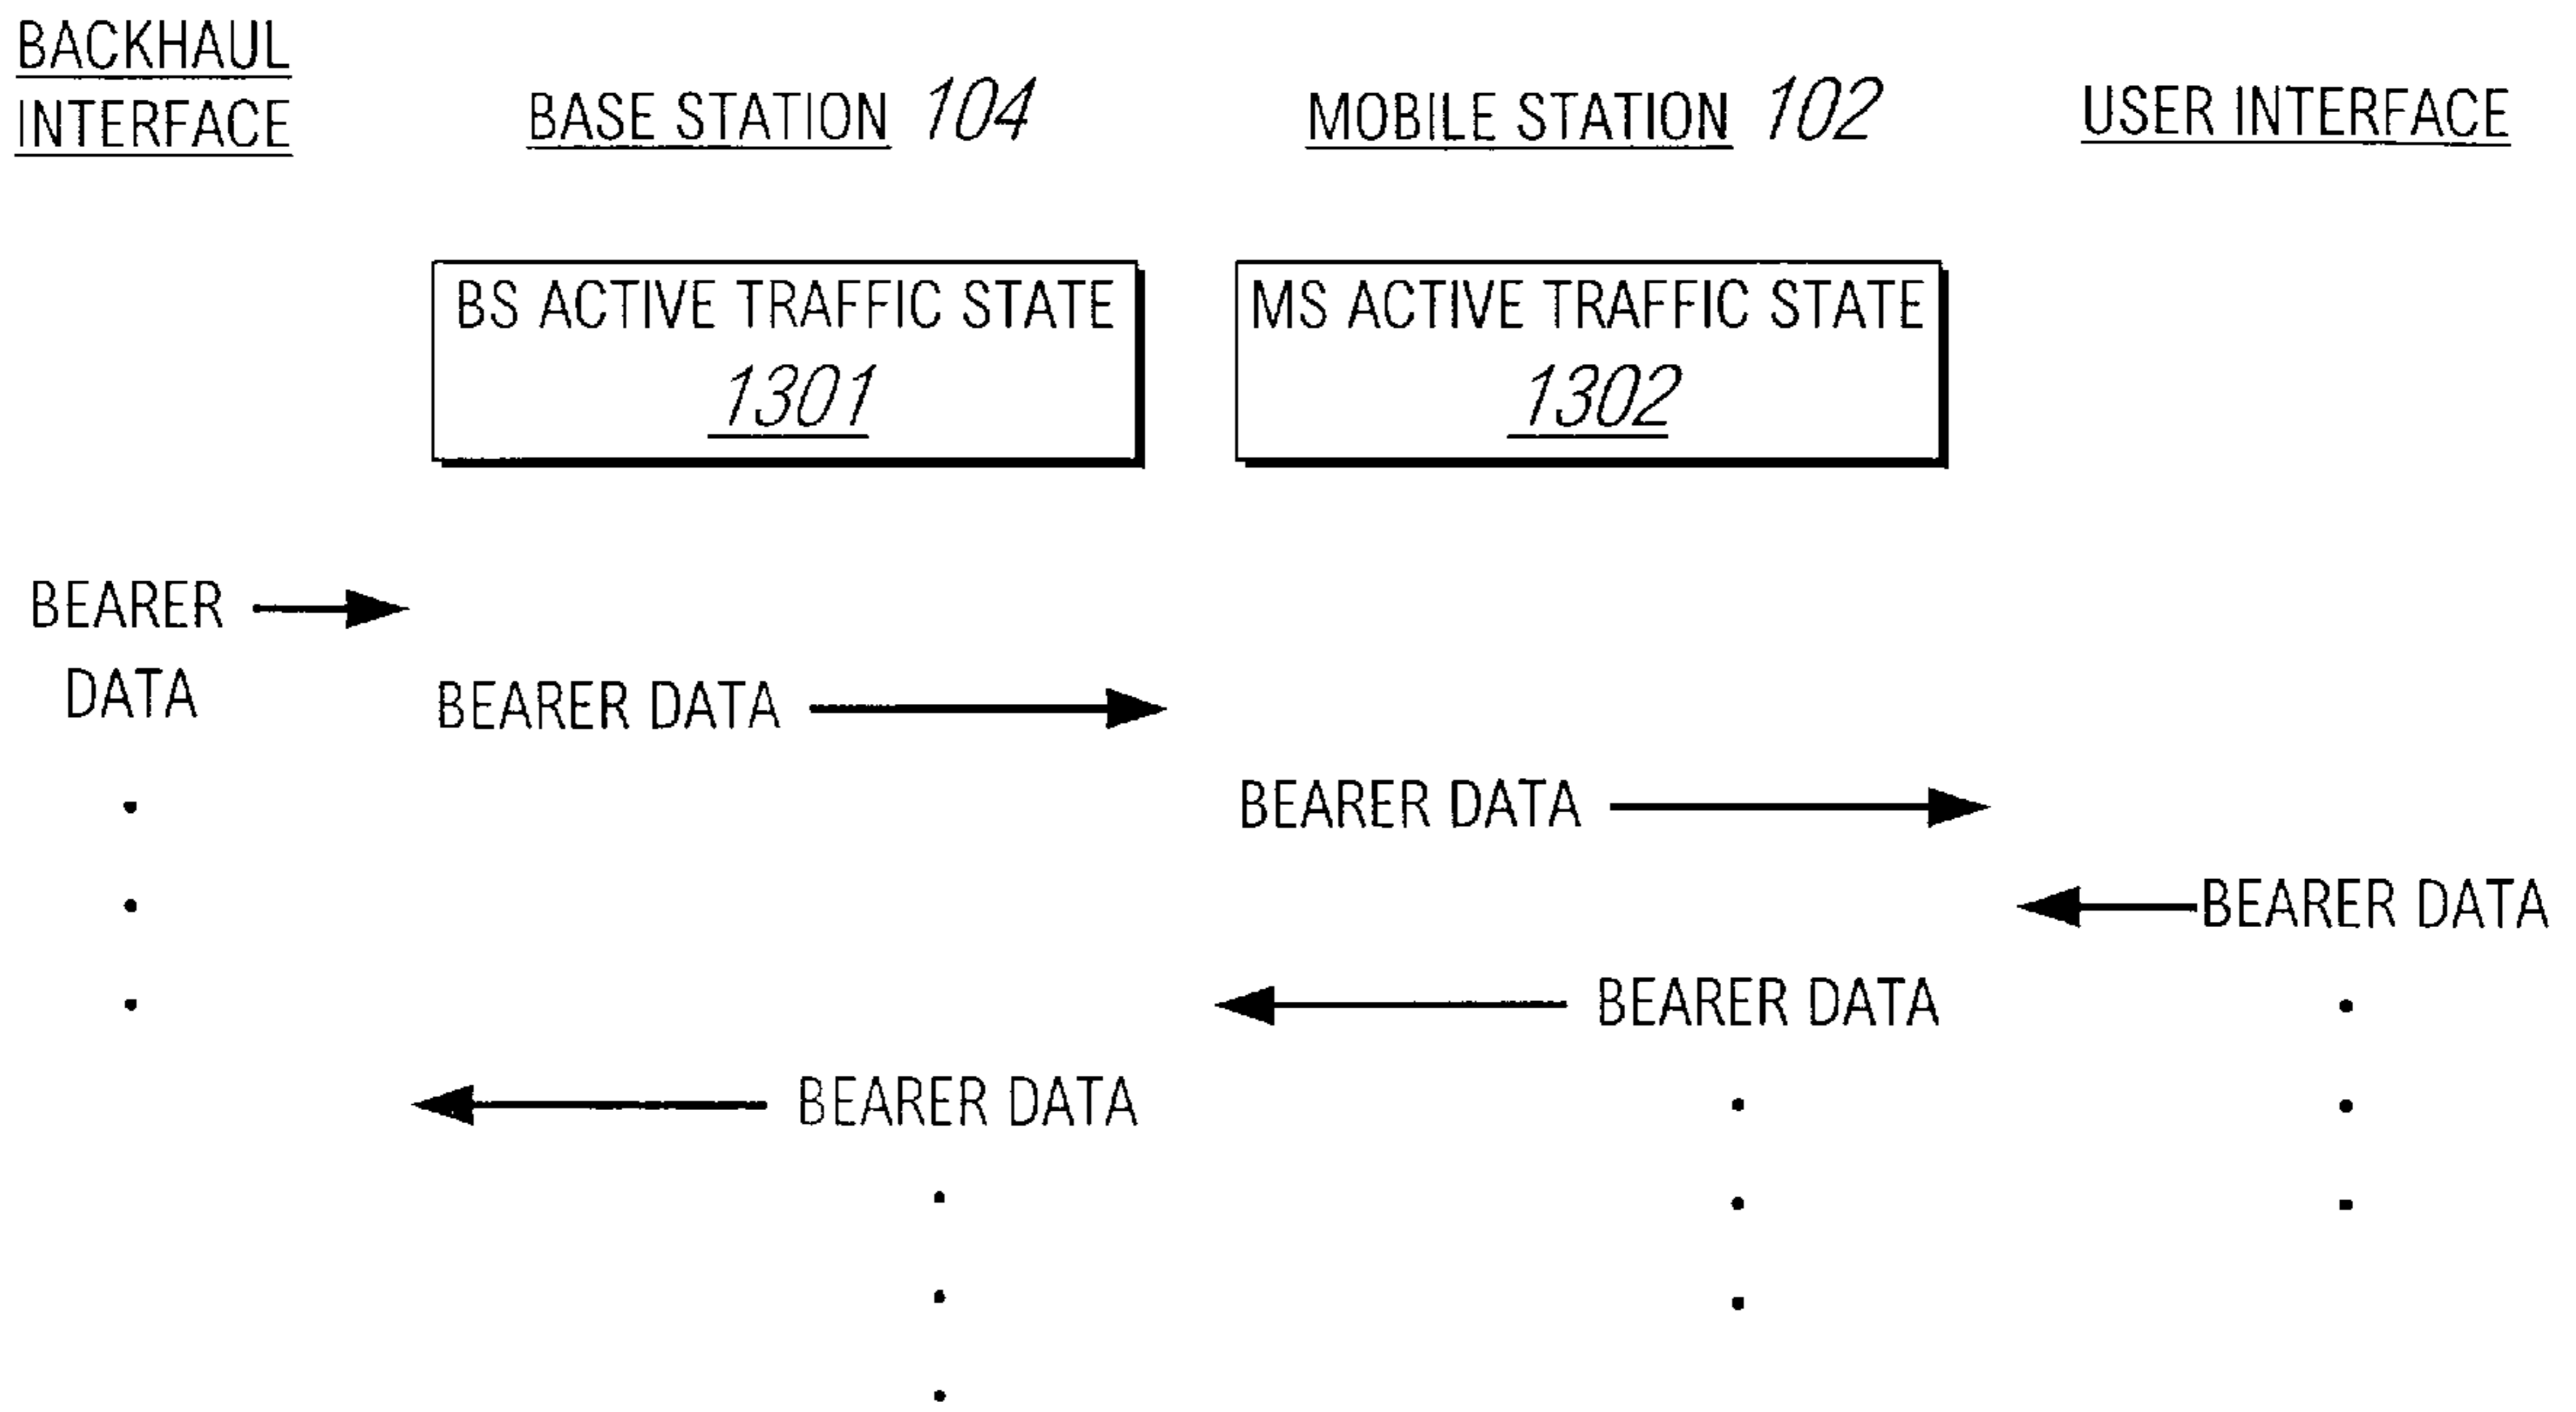 BACKHAUL
INTERFACE
BASE STATION 104
MOBILE STATION 102
USER INTERFACE
BS ACTIVE TRAFFIC STATE
1301
MS ACTIVE TRAFFIC STATE
1302
BEARER
DATA
BEARER DATA
BEARER DATA
BEARER DATA
BEARER DATA
BEARER DATA